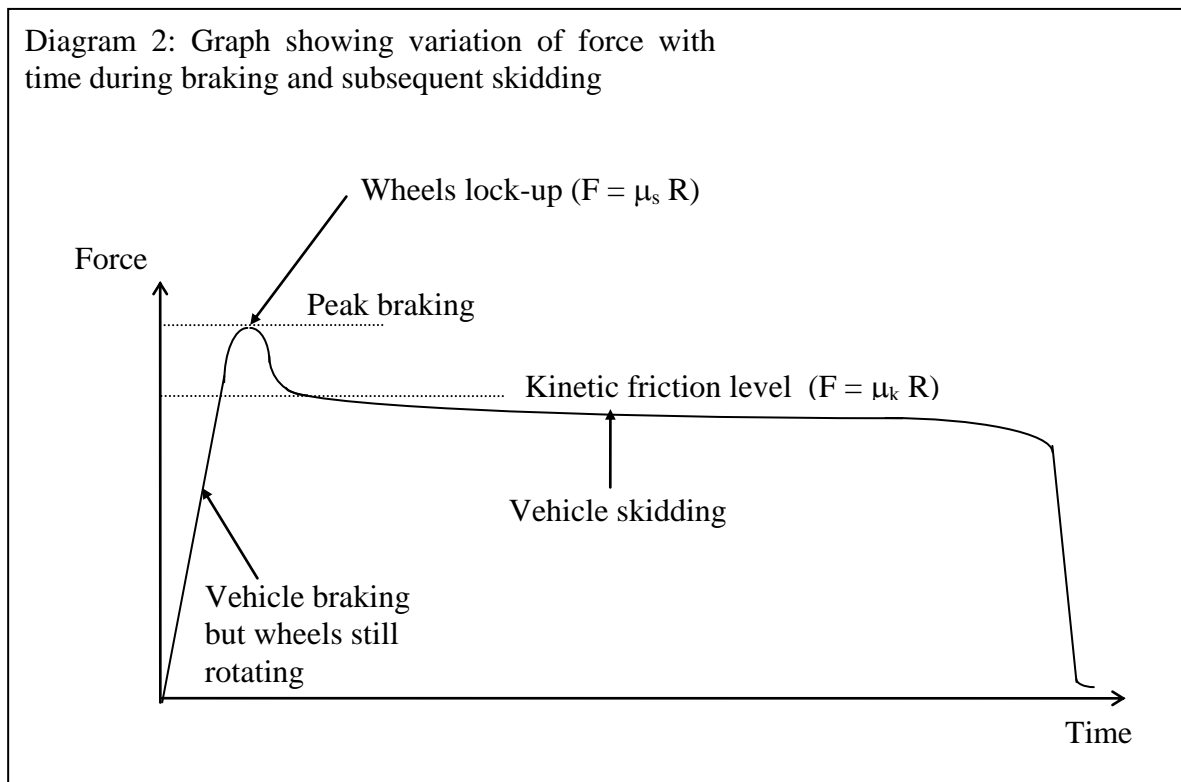 Diagram 2: Graph showing variation of force with
time during braking and subsequent skidding
Wheels lock-up (F = μs R)
Force
Peak braking
Kinetic friction level (F = μk R)
Vehicle skidding
Vehicle braking
but wheels still
rotating
Time